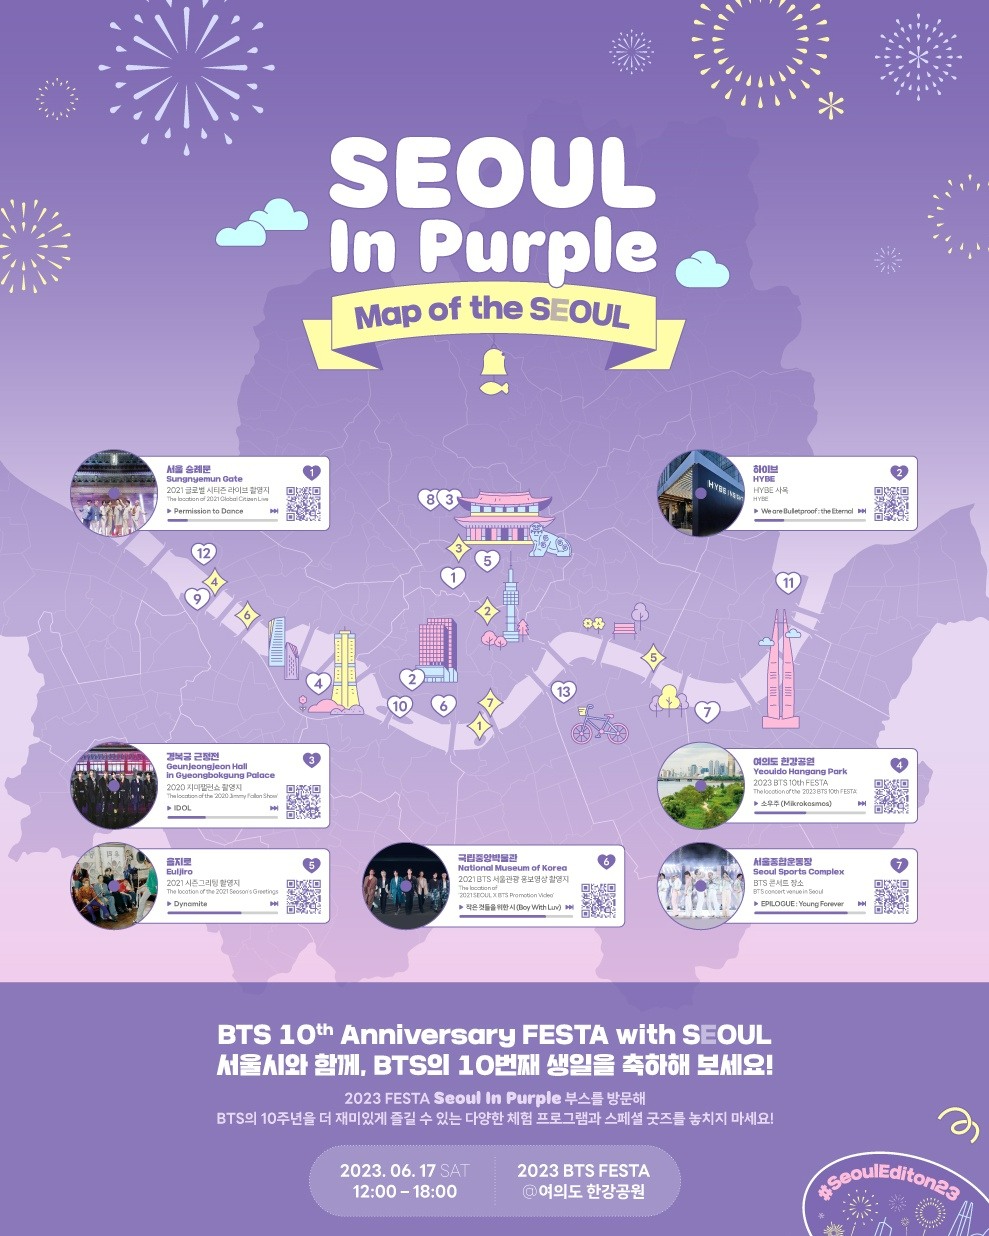 SEOUL
In Purple
Map of the SEOUL
서울 숭례문
Sungnyemun Gate
2021 글로벌 시티즌 라이브 촬영지
The location of 2021 Global Citizen Live
Permission to Dance
1
하이브
HYBE
HYBE 사옥
HYBE
We are Bulletproof : the Eternal
2
HYBE INSIGHT
8 3
3
5
1
12
4
9
6
2
11
4
2
10
6
7
1
13
5
7
경복궁 근정전
Geunjeongjeon Hall
in Gyeongbokgung Palace
2020 지미팰런쇼 촬영지
The location of the '2020 Jimmy Fallon Show'
IDOL
3
여의도 한강공원
Yeouido Hangang Park
2023 BTS 10th FESTA
The location of the '2023 BTS 10th FESTA'
소우주 (Mikrokosmos)
4
을지로
Euljiro
2021 시즌그리팅 촬영지
The location of the 2021 Season's Greetings
Dynamite
5
국립중앙박물관
National Museum of Korea
2021 BTS 서울관광 홍보영상 촬영지
The location of
'2021 SEOUL X BTS Promotion Video'
작은 것들을 위한 시 (Boy With Luv)
6
서울종합운동장
Seoul Sports Complex
BTS 콘서트 장소
BTS concert venue in Seoul
EPILOGUE : Young Forever
7
BTS 10th Anniversary FESTA with SEOUL
서울시와 함께, BTS의 10번째 생일을 축하해 보세요!
2023 FESTA Seoul In Purple 부스를 방문해
BTS의 10주년을 더 재미있게 즐길 수 있는 다양한 체험 프로그램과 스페셜 굿즈를 놓치지 마세요!
2023. 06. 17 SAT
12:00 – 18:00
2023 BTS FESTA
@여의도 한강공원
#SeoulEditon23